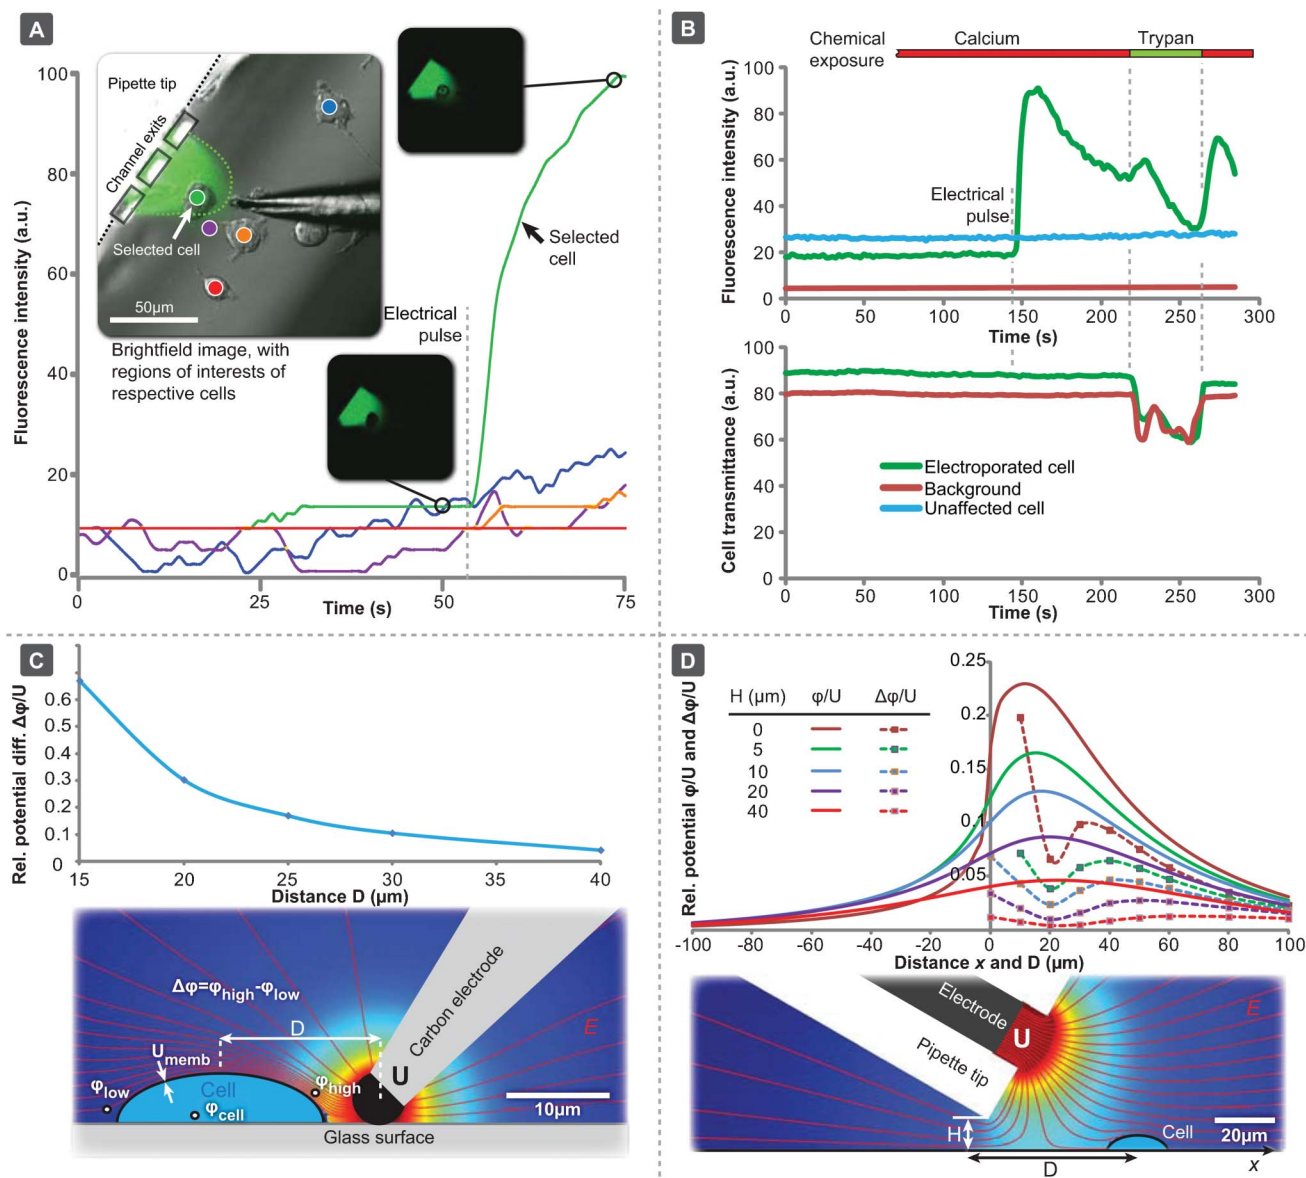 A
Fluorescence intensity (a.u.)
100
80
60
40
20
0
0
25
50
75
Time (s)
Pipette tip
Channel exits
Selected cell
50µm
Brightfield image, with
regions of interests of
respective cells
Electrical
pulse
Selected
cell
B
Chemical
exposure
Calcium
Trypan
Fluorescence intensity (a.u.)
100
80
60
40
20
0
Electrical
pulse
0
50
100
150
200
250
300
Time (s)
Cell transmittance (a.u.)
100
80
60
40
20
0
Electroporated cell
Background
Unaffected cell
0
50
100
150
200
250
300
Time (s)
C
Rel. potential diff. Δφ/U
0.6
0.5
0.4
0.3
0.2
0.1
0
15
20
25
30
35
40
Distance D (µm)
Δφ=φhigh-φlow
D
Umemb
φlow
Cell
φcell
φhigh
U
Carbon electrode
E
10µm
Glass surface
D
Rel. potential φ/U and Δφ/U
0.25
0.2
0.15
0.1
0.05
H (µm) φ/U Δφ/U
0
5
10
20
40
-100
-80
-60
-40
-20
0
20
40
60
80
100
Distance x and D (µm)
Electrode
U
Pipette tip
E
H
Cell
20µm
D
x